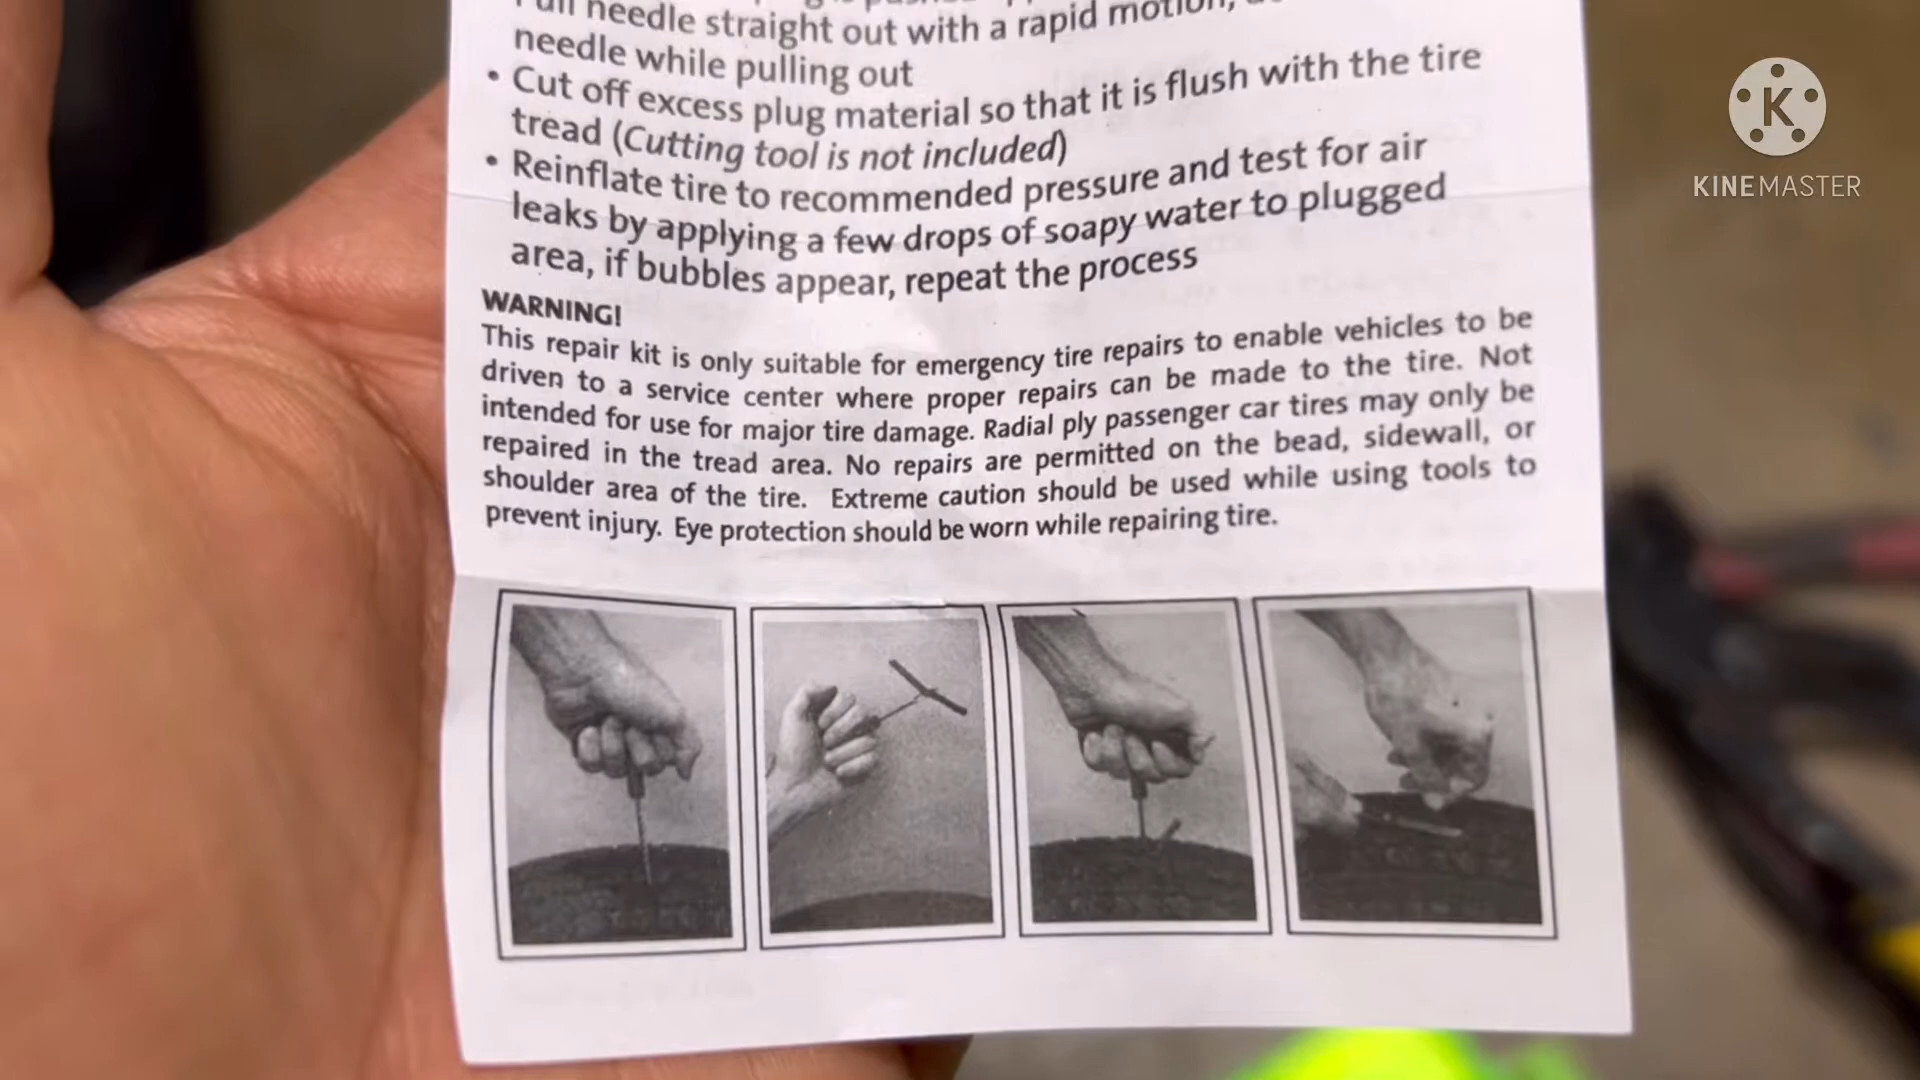 needle straight out with a rapid motion,
needle while pulling out
• Cut off excess plug material so that it is flush with the tire
tread (Cutting tool is not included)
• Reinflate tire to recommended pressure and test for air
leaks by applying a few drops of soapy water to plugged
area, if bubbles appear, repeat the process
WARNING!
This repair kit is only suitable for emergency tire repairs to enable vehicles to be
driven to a service center where proper repairs can be made to the tire. Not
intended for use for major tire damage. Radial ply passenger car tires may only be
repaired in the tread area. No repairs are permitted on the bead, sidewall, or
shoulder area of the tire. Extreme caution should be used while using tools to
prevent injury. Eye protection should be worn while repairing tire.
K
KINEMASTER